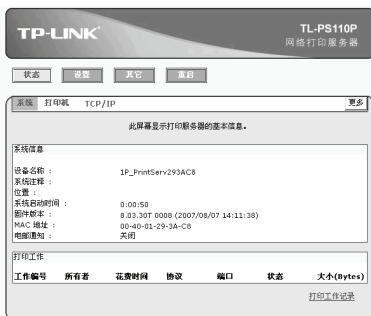 TP-LINK
TL-PS110P
网络打印服务器
状态 设置 其它 重启
系统 打印机 TCP/IP 更多
此屏幕显示打印服务器的基本信息。
系统信息
设备名称 : 1P_PrintServ293AC8
系统注释 :
位置 :
系统启动时间 : 0:00:50
固件版本 : 8.03.30T 0008 (2007/08/07 14:11:38)
MAC 地址 : 00-40-01-29-3A-C8
电邮通知 : 关闭
打印工作
工作编号 所有者 花费时间 协议 端口 状态 大小(Bytes)
打印工作记录